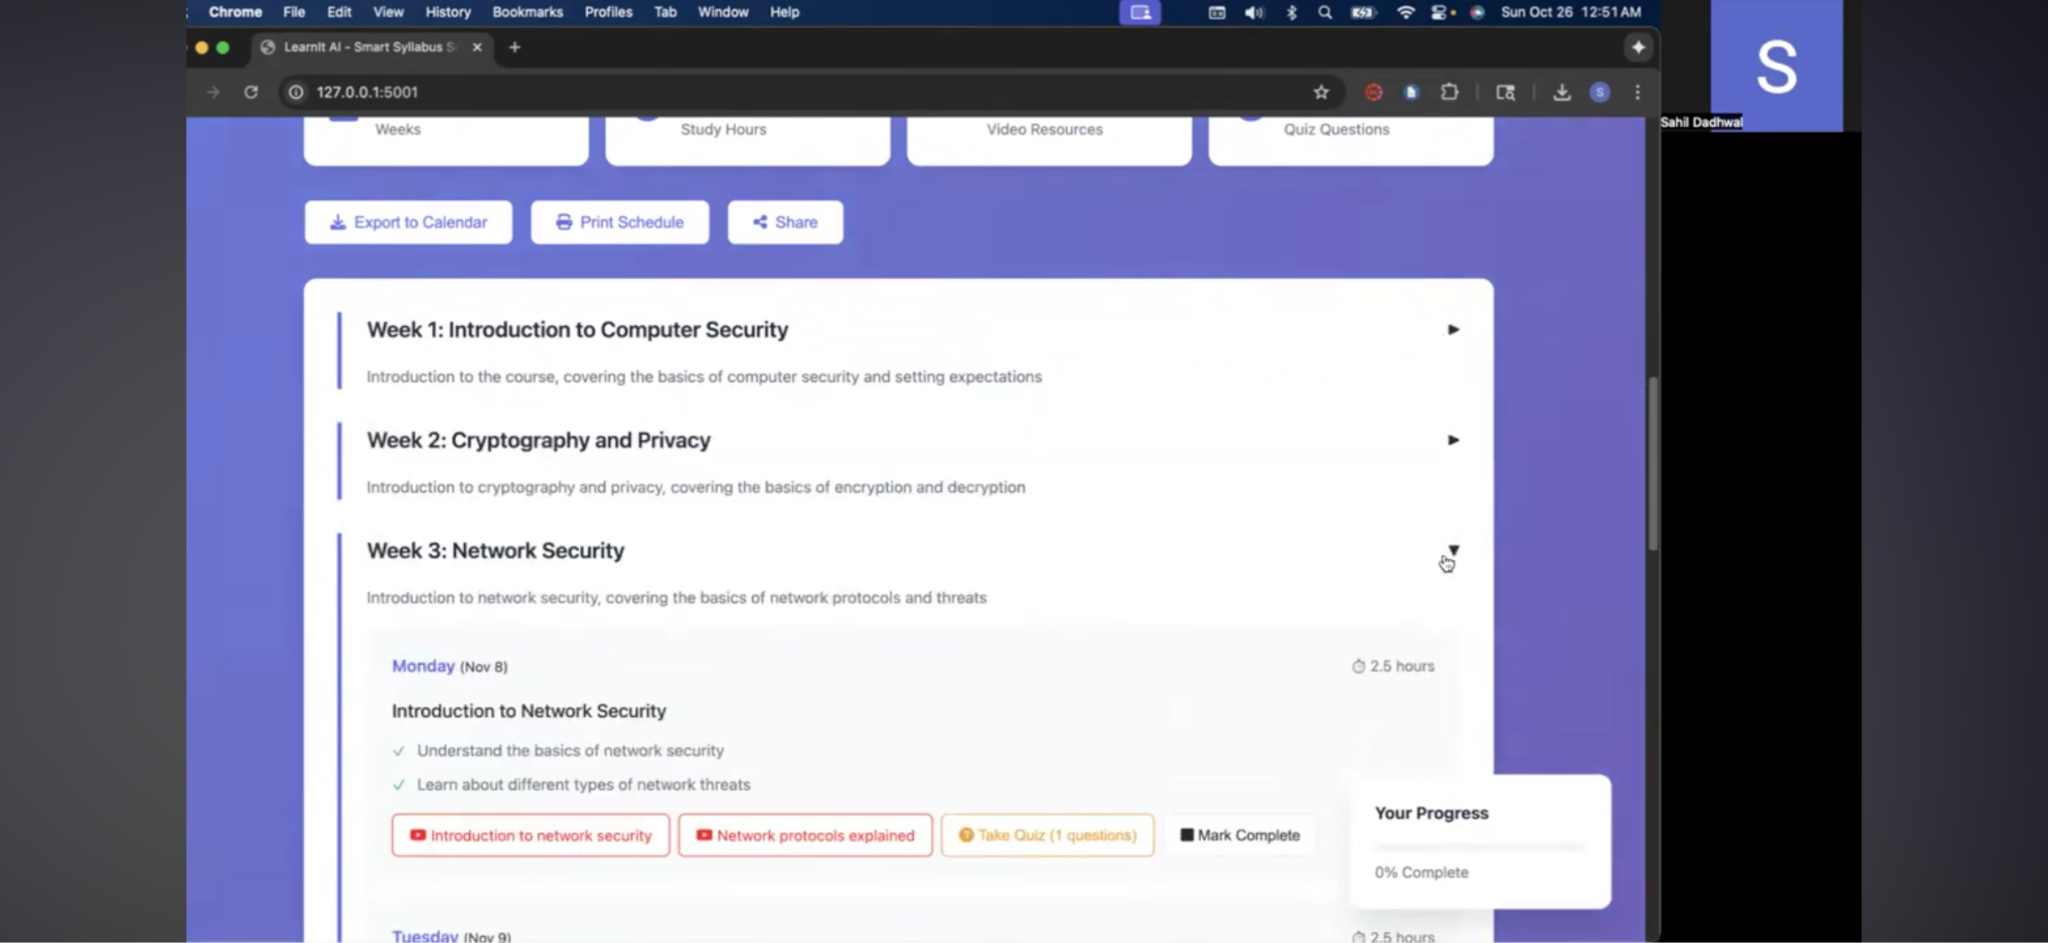 Chrome File Edit View History Bookmarks Profiles Tab Window Help Sun Oct 26 12:51 AM
S
LearnIt AI - Smart Syllabus S
127.0.0.1:5001 S
Sahil Dadhwal
Weeks Study Hours Video Resources Quiz Questions
Export to Calendar Print Schedule Share
Week 1: Introduction to Computer Security
Introduction to the course, covering the basics of computer security and setting expectations
Week 2: Cryptography and Privacy
Introduction to cryptography and privacy, covering the basics of encryption and decryption
Week 3: Network Security
Introduction to network security, covering the basics of network protocols and threats
Monday (Nov 8) 2.5 hours
Introduction to Network Security
Understand the basics of network security
Learn about different types of network threats
Introduction to network security Network protocols explained Take Quiz (1 questions) Mark Complete
Your Progress
0% Complete
Tuesday (Nov 9) 2.5 hours